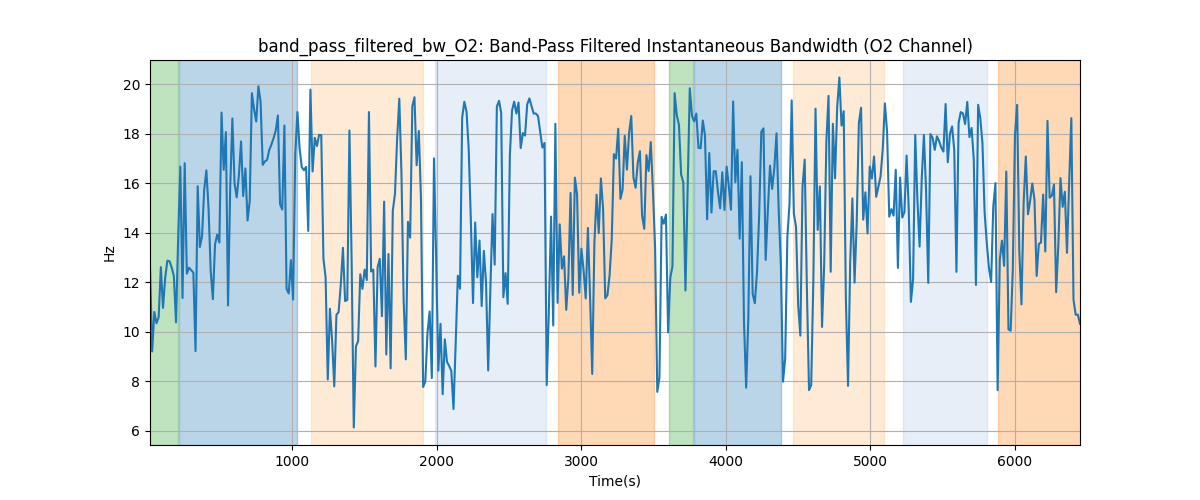 band_pass_filtered_bw_O2: Band-Pass Filtered Instantaneous Bandwidth (O2 Channel)
20
18
16
14
12
10
8
6
Hz
1000 2000 3000 4000 5000 6000
Time(s)